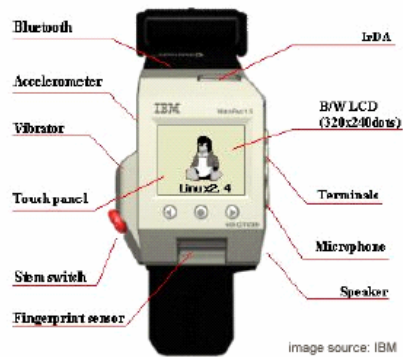 Bluetooth
IrDA
Accelerometer
B/W LCD
(320x240dots)
IBM
WatchPad 1.5
Vibrator
Linux2, 4
Touch panel
Terminals
Microphone
Stem switch
Speaker
Fingerprint sensor
image source: IBM